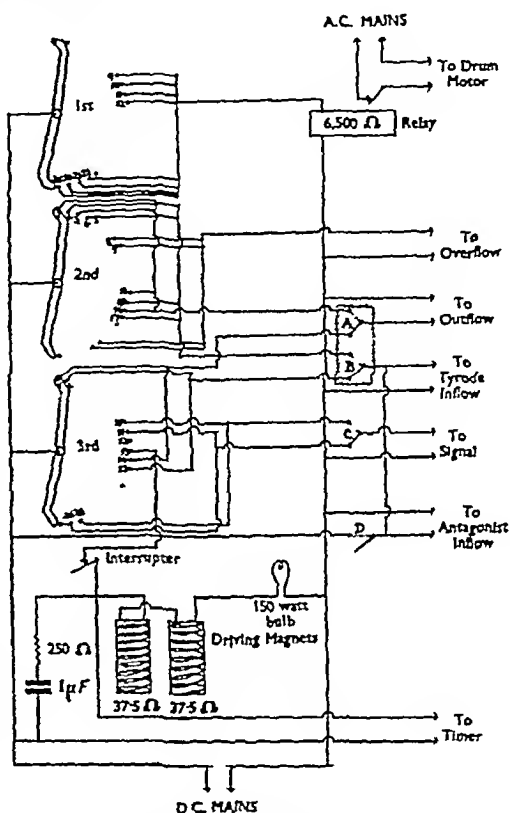 A.C. MAINS
To Drum
Motor
1st
6,500 Ω
Relay
2nd
To
Overflow
To
Outflow
A
B
To
Tyrode
Inflow
3rd
C
To
Signal
To
Antagonist
Inflow
D
Interrupter
150 watt
bulb
Driving Magnets
250 Ω
1μF
37·5 Ω
37·5 Ω
To
Timer
D.C. MAINS